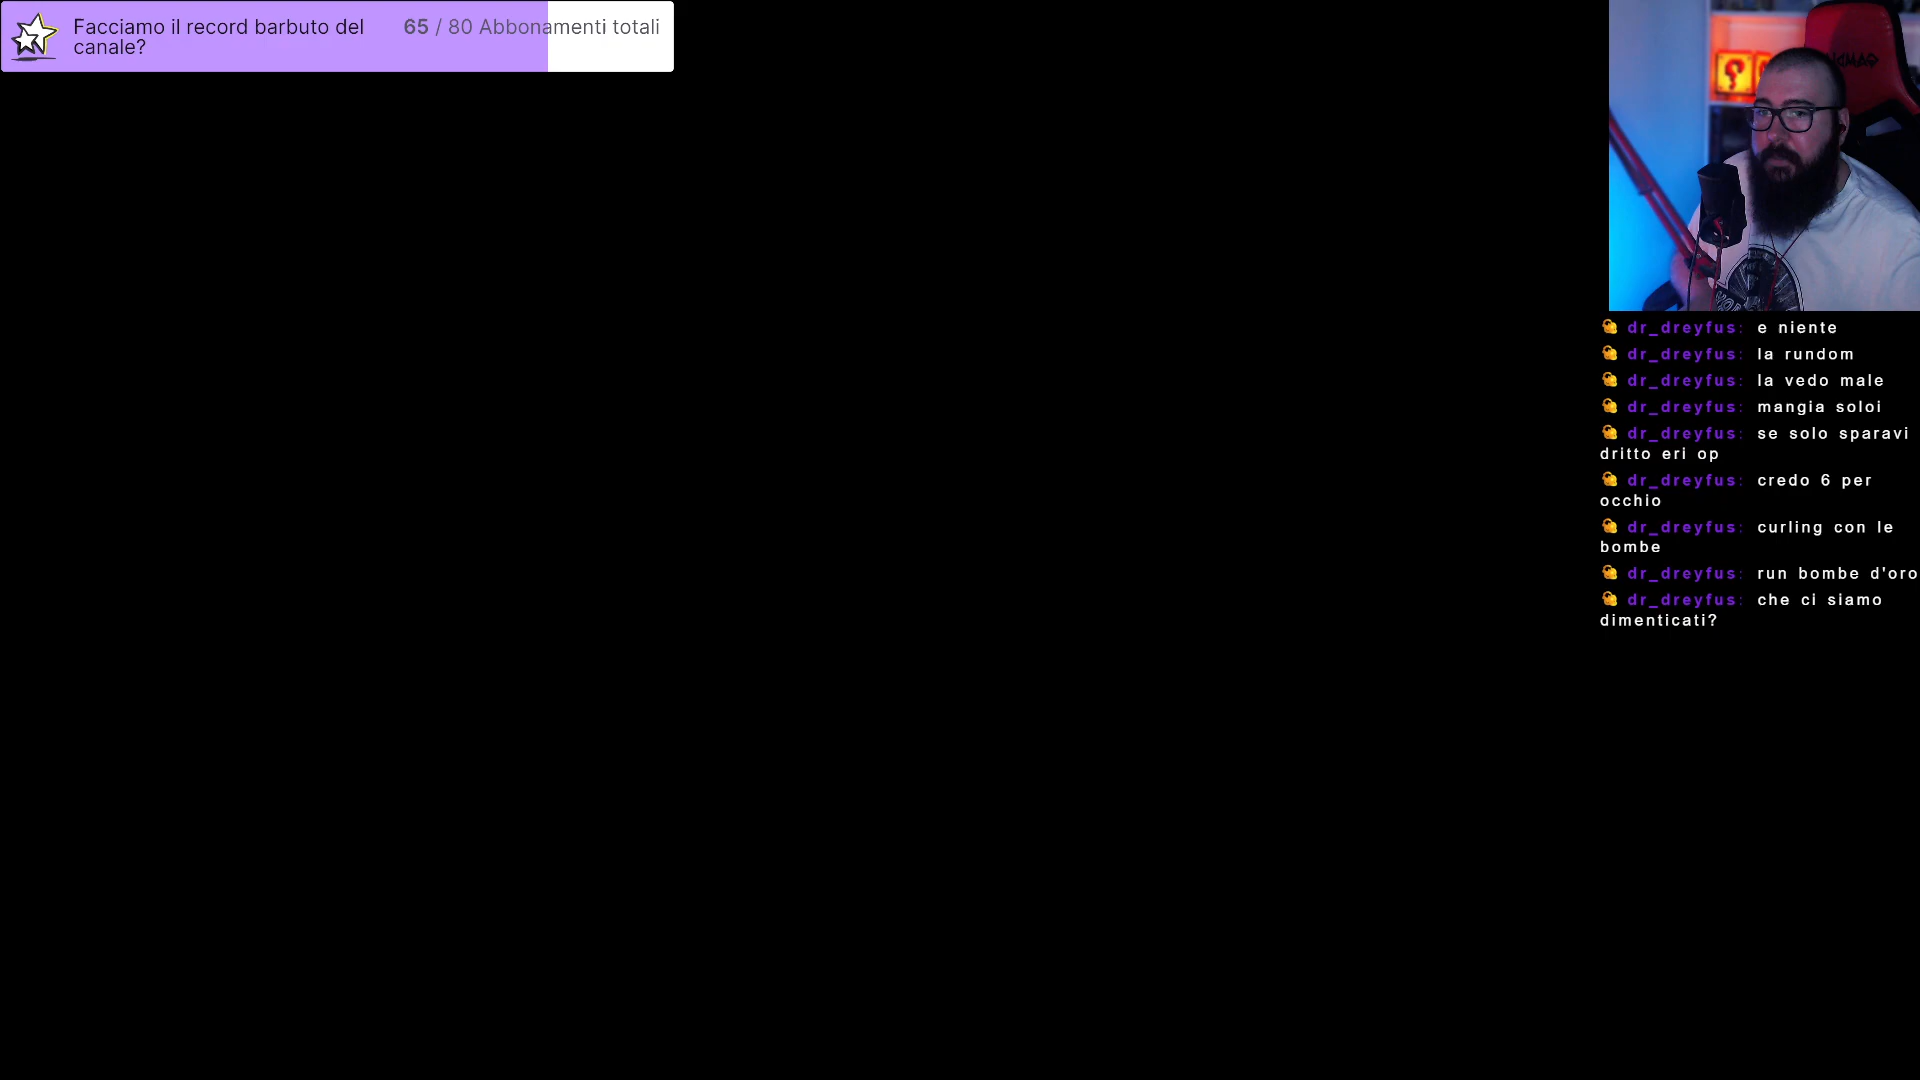 Facciamo il record barbuto del
canale?
65 / 80 Abbonamenti totali
dr_dreyfus: e niente
dr_dreyfus: la rundom
dr_dreyfus: la vedo male
dr_dreyfus: mangia soloi
dr_dreyfus: se solo sparavi
dritto eri op
dr_dreyfus: credo 6 per
occhio
dr_dreyfus: curling con le
bombe
dr_dreyfus: run bombe d'oro
dr_dreyfus: che ci siamo
dimenticati?